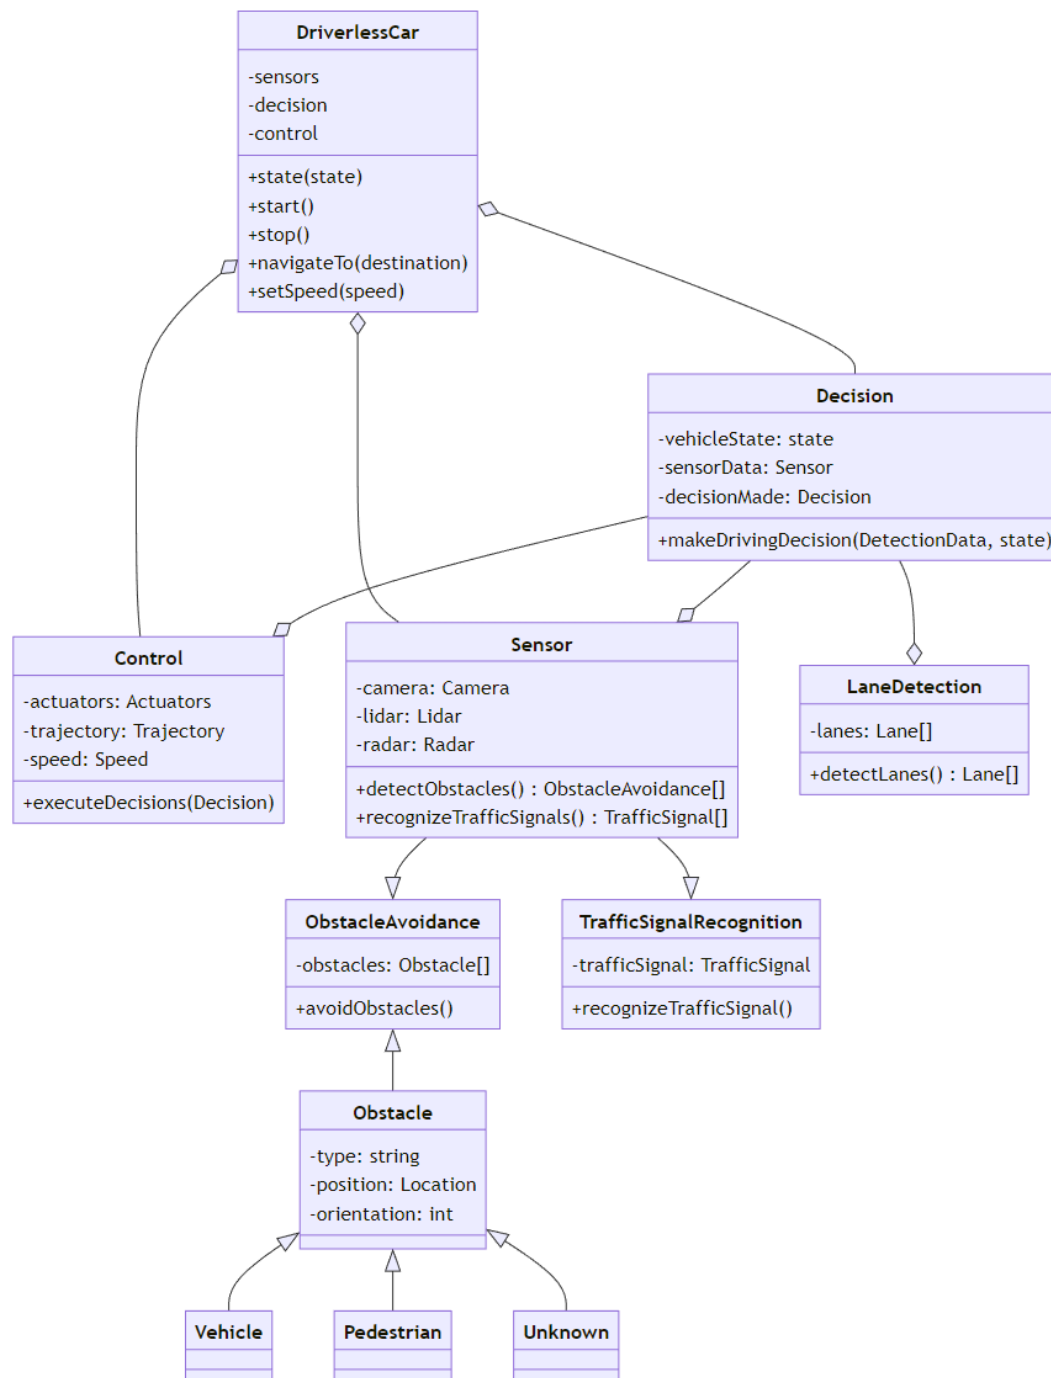 DriverlessCar
-sensors
-decision
-control
+state(state)
+start()
+stop()
+navigateTo(destination)
+setSpeed(speed)
Decision
-vehicleState: state
-sensorData: Sensor
-decisionMade: Decision
+makeDrivingDecision(DetectionData, state)
Control
-actuators: Actuators
-trajectory: Trajectory
-speed: Speed
+executeDecisions(Decision)
Sensor
-camera: Camera
-lidar: Lidar
-radar: Radar
+detectObstacles() : ObstacleAvoidance[]
+recognizeTrafficSignals() : TrafficSignal[]
LaneDetection
-lanes: Lane[]
+detectLanes() : Lane[]
ObstacleAvoidance
-obstacles: Obstacle[]
+avoidObstacles()
TrafficSignalRecognition
-trafficSignal: TrafficSignal
+recognizeTrafficSignal()
Obstacle
-type: string
-position: Location
-orientation: int
Vehicle
Pedestrian
Unknown